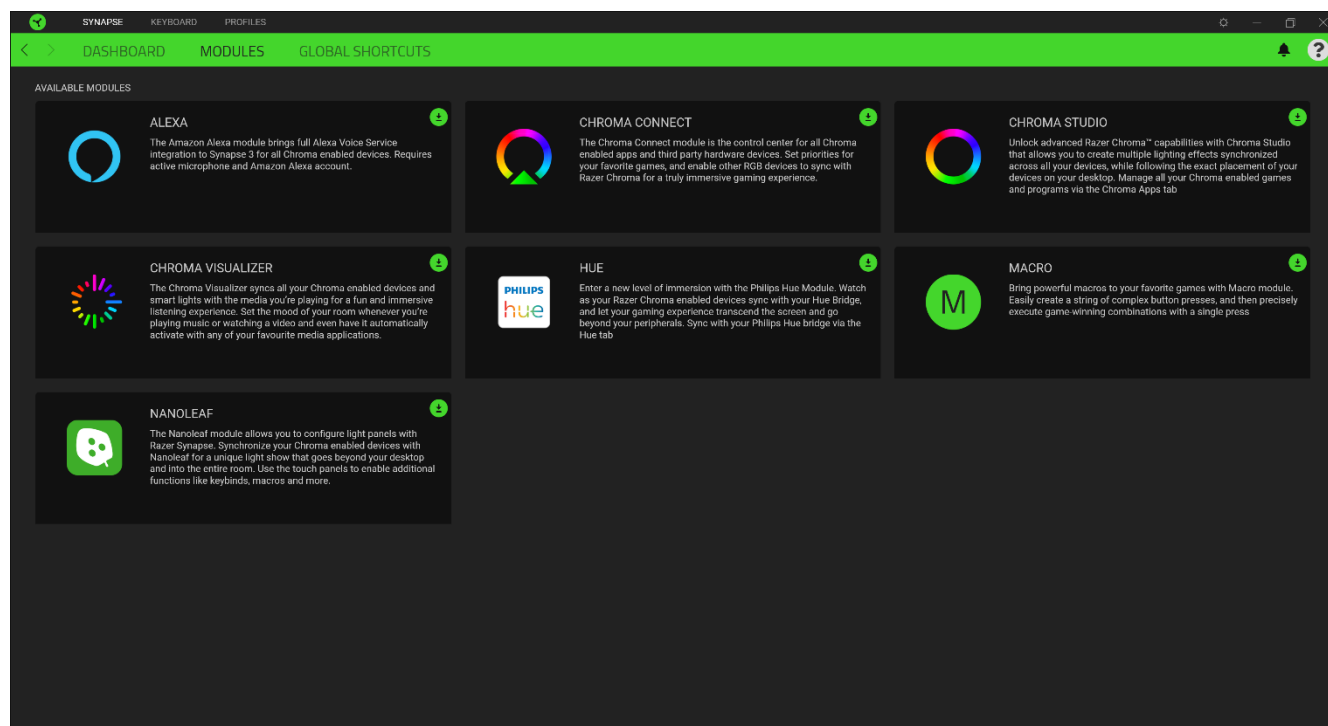 SYNAPSE KEYBOARD PROFILES
DASHBOARD MODULES GLOBAL SHORTCUTS
?
AVAILABLE MODULES
ALEXA
The Amazon Alexa module brings full Alexa Voice Service
integration to Synapse 3 for all Chroma enabled devices. Requires
active microphone and Amazon Alexa account.
CHROMA CONNECT
The Chroma Connect module is the control center for all Chroma
enabled apps and third party hardware devices. Set priorities for
your favorite games, and enable other RGB devices to sync with
Razer Chroma for a truly immersive gaming experience.
CHROMA STUDIO
Unlock advanced Razer Chroma™ capabilities with Chroma Studio
that allows you to create multiple lighting effects synchronized
across all your devices, while following the exact placement of your
devices on your desktop. Manage all your Chroma enabled games
and programs via the Chroma Apps tab
CHROMA VISUALIZER
The Chroma Visualizer syncs all your Chroma enabled devices and
smart lights with the media you're playing for a fun and immersive
listening experience. Set the mood of your room whenever you're
playing music or watching a video and even have it automatically
activate with any of your favourite media applications.
PHILIPS
hue
HUE
Enter a new level of immersion with the Philips Hue Module. Watch
as your Razer Chroma enabled devices sync with your Hue Bridge,
and let your gaming experience transcend the screen and go
beyond your peripherals. Sync with your Philips Hue bridge via the
Hue tab
M
MACRO
Bring powerful macros to your favorite games with Macro module.
Easily create a string of complex button presses, and then precisely
execute game-winning combinations with a single press
NANOLEAF
The Nanoleaf module allows you to configure light panels with
Razer Synapse. Synchronize your Chroma enabled devices with
Nanoleaf for a unique light show that goes beyond your desktop
and into the entire room. Use the touch panels to enable additional
functions like keybinds, macros and more.